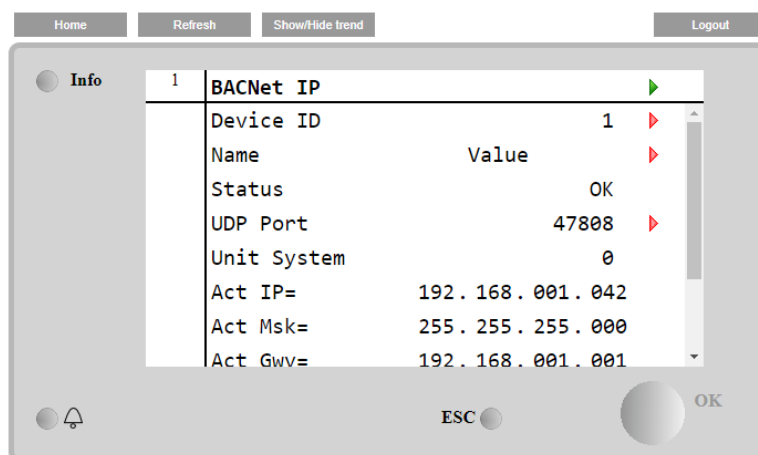 Home Refresh Show/Hide trend Logout
Info
1 BACNet IP
Device ID 1
Name Value
Status OK
UDP Port 47808
Unit System 0
Act IP= 192.168.001.042
Act Msk= 255.255.255.000
Act Gwy= 192.168.001.001
ESC OK